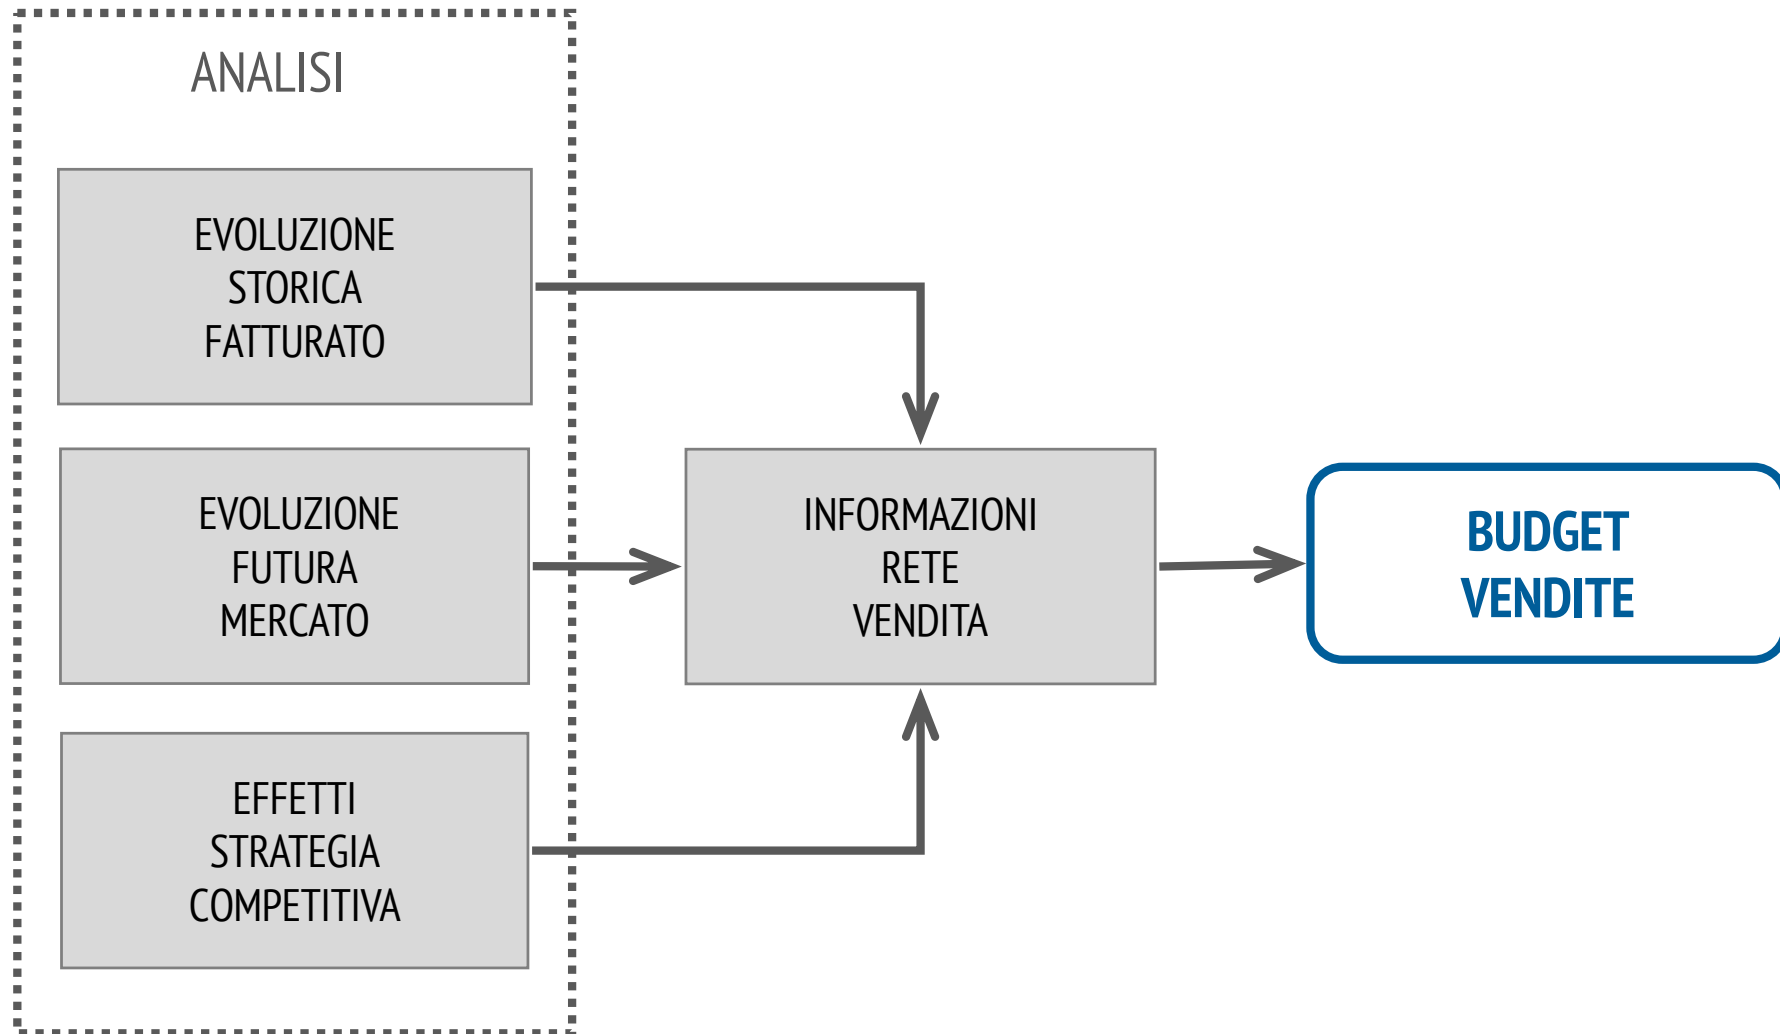 ANALISI
EVOLUZIONE
STORICA
FATTURATO
EVOLUZIONE
FUTURA
MERCATO
EFFETTI
STRATEGIA
COMPETITIVA
INFORMAZIONI
RETE
VENDITA
BUDGET
VENDITE